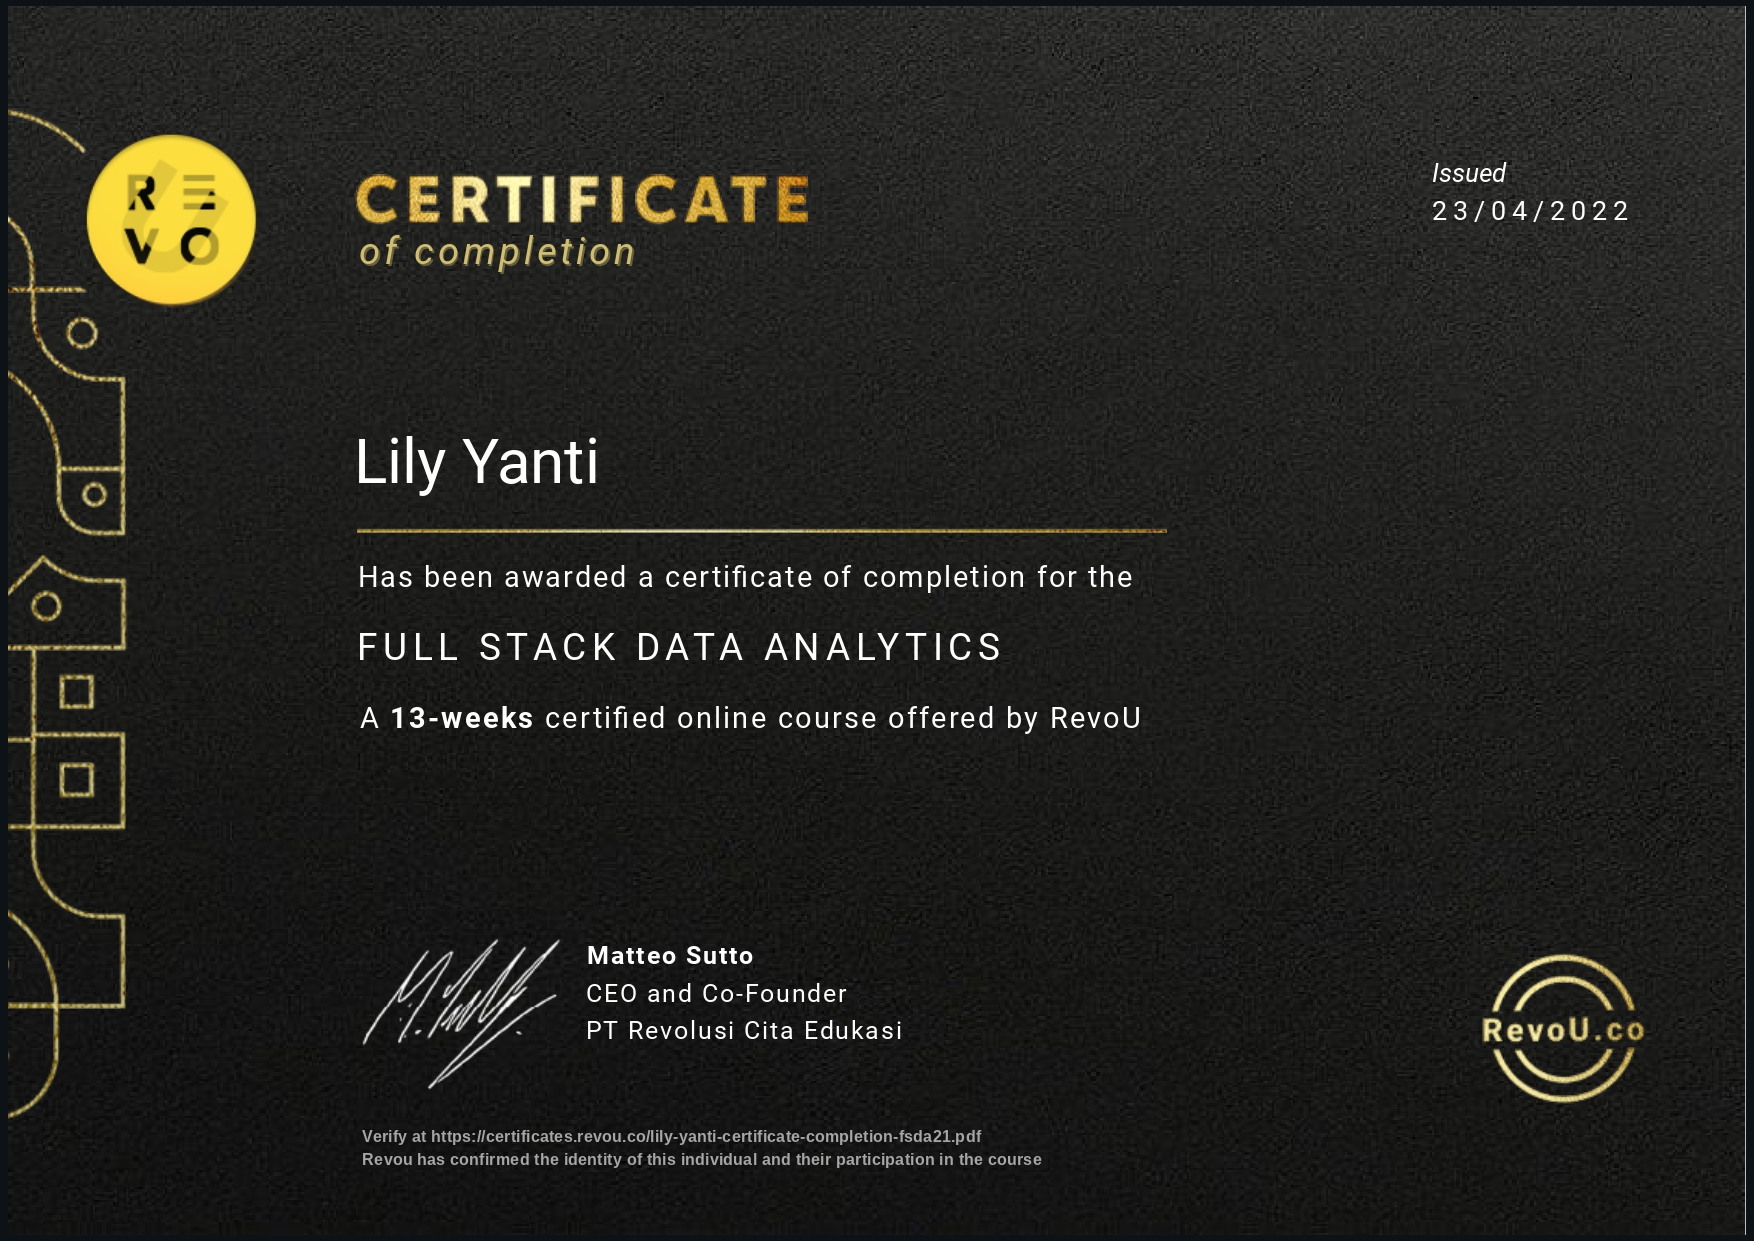 RE
VO
CERTIFICATE
of completion
Issued
23/04/2022
Lily Yanti
Has been awarded a certificate of completion for the
FULL STACK DATA ANALYTICS
A 13-weeks certified online course offered by RevoU
Matteo Sutto
CEO and Co-Founder
PT Revolusi Cita Edukasi
RevoU.co
Verify at https://certificates.revou.co/lily-yanti-certificate-completion-fsda21.pdf
Revou has confirmed the identity of this individual and their participation in the course